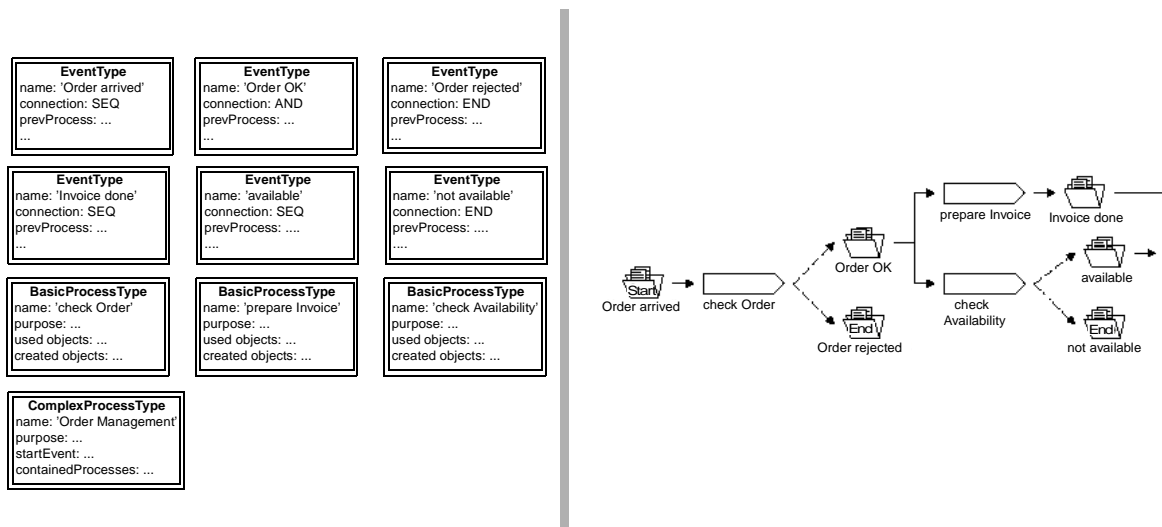 EventType
name: 'Order arrived'
connection: SEQ
prevProcess: ...
...
EventType
name: 'Order OK'
connection: AND
prevProcess: ...
...
EventType
name: 'Order rejected'
connection: END
prevProcess: ...
...
EventType
name: 'Invoice done'
connection: SEQ
prevProcess: ...
...
EventType
name: 'available'
connection: SEQ
prevProcess: ....
....
EventType
name: 'not available'
connection: END
prevProcess: ....
....
BasicProcessType
name: 'check Order'
purpose: ...
used objects: ...
created objects: ...
BasicProcessType
name: 'prepare Invoice'
purpose: ...
used objects: ...
created objects: ...
BasicProcessType
name: 'check Availability'
purpose: ...
used objects: ...
created objects: ...
ComplexProcessType
name: 'Order Management'
purpose: ...
startEvent: ...
containedProcesses: ...
Start
Order arrived
check Order
Order OK
End
Order rejected
prepare Invoice
Invoice done
check
Availability
available
End
not available